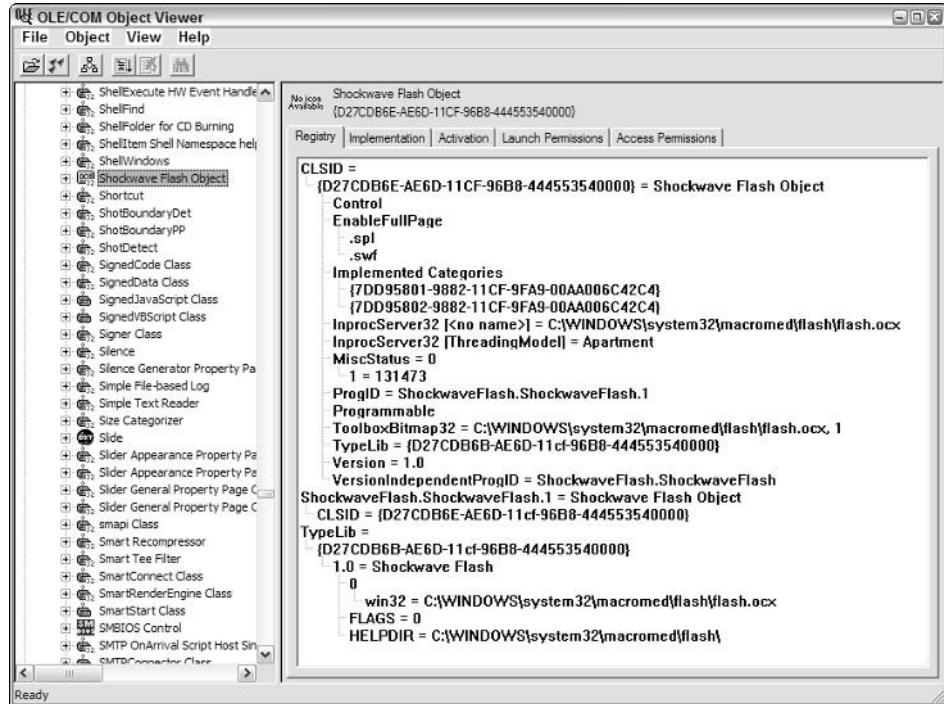 OLE/COM Object Viewer
File Object View Help
ShellExecute HW Event Handle
ShellFind
ShellFolder for CD Burning
ShellItem Shell Namespace help
ShellWindows
Shockwave Flash Object
Shortcut
ShotBoundaryDet
ShotBoundaryPP
ShotDetect
SignedCode Class
SignedData Class
SignedJavaScript Class
SignedVBScript Class
Signer Class
Silence
Silence Generator Property Pa
Simple File-based Log
Simple Text Reader
Size Categorizer
Slide
Slider Appearance Property Pa
Slider Appearance Property Pa
Slider General Property Page C
Slider General Property Page C
smapi Class
Smart Recompressor
Smart Tee Filter
SmartConnect Class
SmartRenderEngine Class
SmartStart Class
SMBIOS Control
SMTP OnArrival Script Host Sin
SMTPConnector Class
No icon
Available
Shockwave Flash Object
{D27CDB6E-AE6D-11CF-96B8-444553540000}
Registry Implementation Activation Launch Permissions Access Permissions
CLSID =
{D27CDB6E-AE6D-11CF-96B8-444553540000} = Shockwave Flash Object
Control
EnableFullPage
.spl
.swf
Implemented Categories
{7DD95801-9882-11CF-9FA9-00AA006C42C4}
{7DD95802-9882-11CF-9FA9-00AA006C42C4}
InprocServer32 [<no name>] = C:\WINDOWS\system32\macromed\flash\flash.ocx
InprocServer32 [ThreadingModel] = Apartment
MiscStatus = 0
1 = 131473
ProgID = ShockwaveFlash.ShockwaveFlash.1
Programmable
ToolboxBitmap32 = C:\WINDOWS\system32\macromed\flash\flash.ocx, 1
TypeLib = {D27CDB6B-AE6D-11cf-96B8-444553540000}
Version = 1.0
VersionIndependentProgID = ShockwaveFlash.ShockwaveFlash
ShockwaveFlash.ShockwaveFlash.1 = Shockwave Flash Object
CLSID = {D27CDB6E-AE6D-11CF-96B8-444553540000}
TypeLib =
{D27CDB6B-AE6D-11cf-96B8-444553540000}
1.0 = Shockwave Flash
0
win32 = C:\WINDOWS\system32\macromed\flash\flash.ocx
FLAGS = 0
HELPDIR = C:\WINDOWS\system32\macromed\flash\
Ready